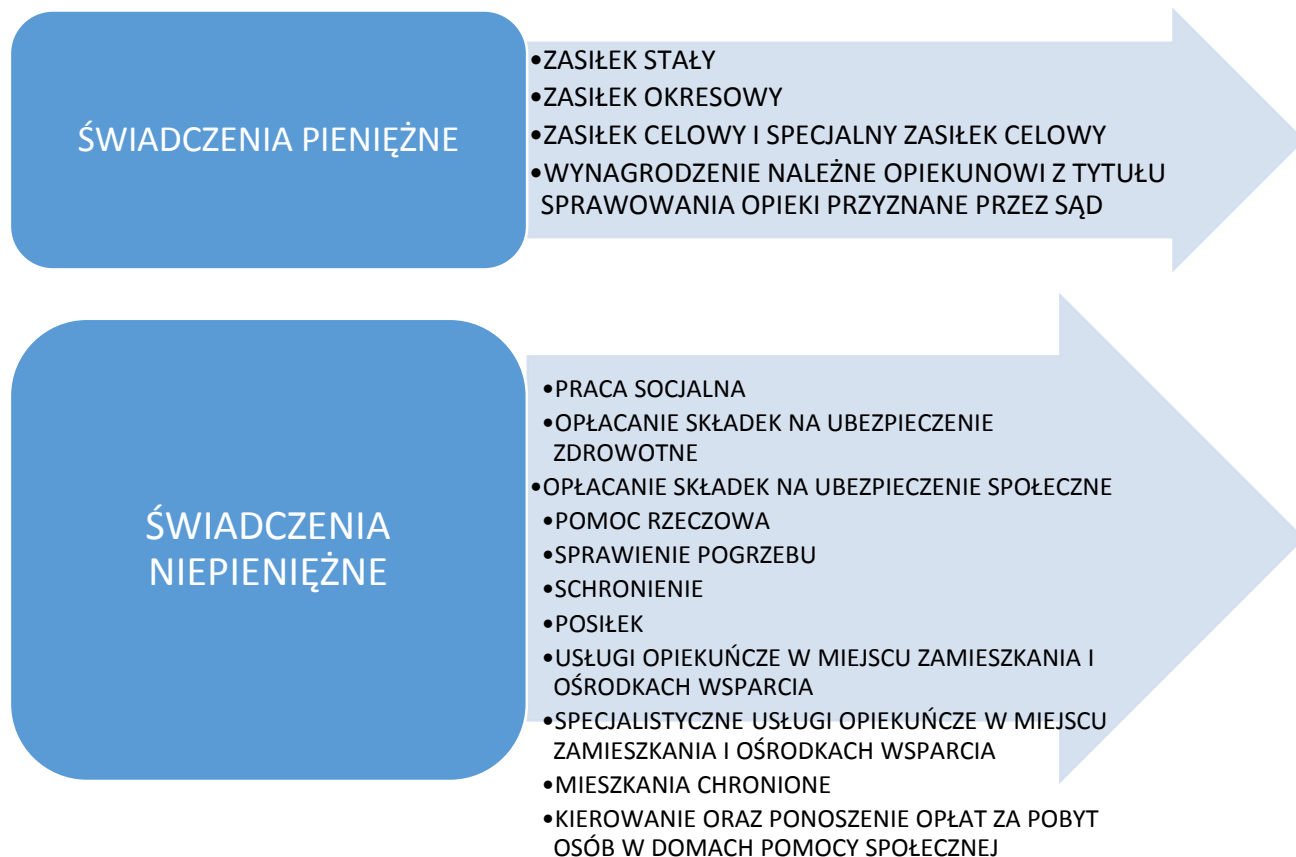 ŚWIADCZENIA PIENIĘŻNE
•ZASIŁEK STAŁY
•ZASIŁEK OKRESOWY
•ZASIŁEK CELOWY I SPECJALNY ZASIŁEK CELOWY
•WYNAGRODZENIE NALEŻNE OPIEKUNOWI Z TYTUŁU
SPRAWOWANIA OPIEKI PRZYZNANE PRZEZ SĄD
ŚWIADCZENIA
NIEPIENIĘŻNE
•PRACA SOCJALNA
•OPŁACANIE SKŁADEK NA UBEZPIECZENIE
ZDROWOTNE
•OPŁACANIE SKŁADEK NA UBEZPIECZENIE SPOŁECZNE
•POMOC RZECZOWA
•SPRAWIENIE POGRZEBU
•SCHRONIENIE
•POSIŁEK
•USŁUGI OPIEKUŃCZE W MIEJSCU ZAMIESZKANIA I
OŚRODKACH WSPARCIA
•SPECJALISTYCZNE USŁUGI OPIEKUŃCZE W MIEJSCU
ZAMIESZKANIA I OŚRODKACH WSPARCIA
•MIESZKANIA CHRONIONE
•KIEROWANIE ORAZ PONOSZENIE OPŁAT ZA POBYT
OSÓB W DOMACH POMOCY SPOŁECZNEJ